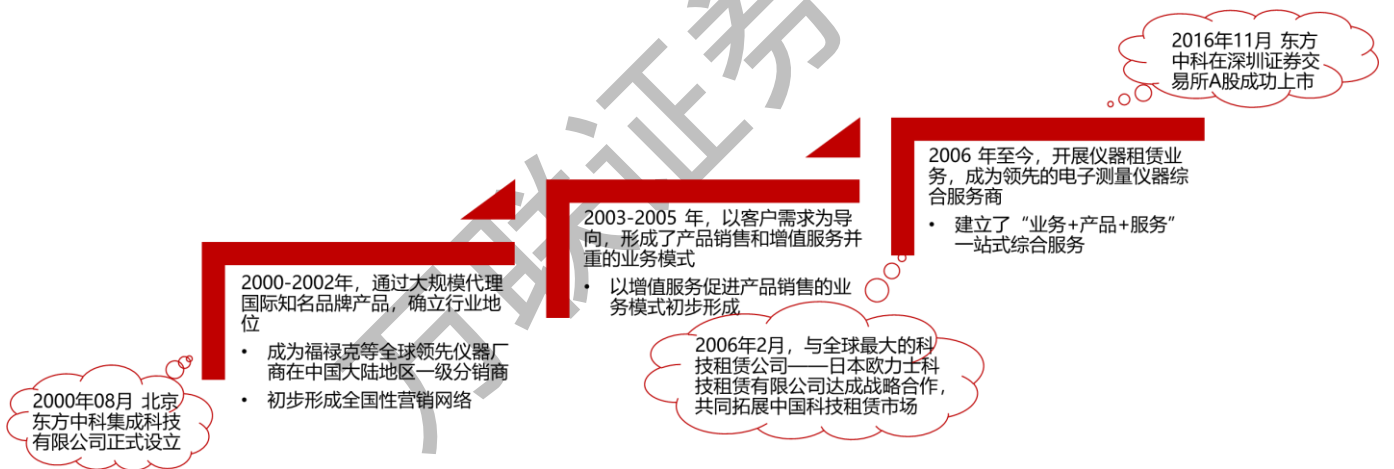 2000年08月 北京
东方中科集成科技
有限公司正式设立
2000-2002年，通过大规模代理
国际知名品牌产品，确立行业地
位
• 成为福禄克等全球领先仪器厂
商在中国大陆地区一级分销商
• 初步形成全国性营销网络
2003-2005 年，以客户需求为导
向，形成了产品销售和增值服务并
重的业务模式
• 以增值服务促进产品销售的业
务模式初步形成
2006年2月，与全球最大的科
技租赁公司——日本欧力士科
技租赁有限公司达成战略合作，
共同拓展中国科技租赁市场
2006 年至今，开展仪器租赁业
务，成为领先的电子测量仪器综
合服务商
• 建立了“业务+产品+服务”
一站式综合服务
2016年11月 东方
中科在深圳证券交
易所A股成功上市
万联证券